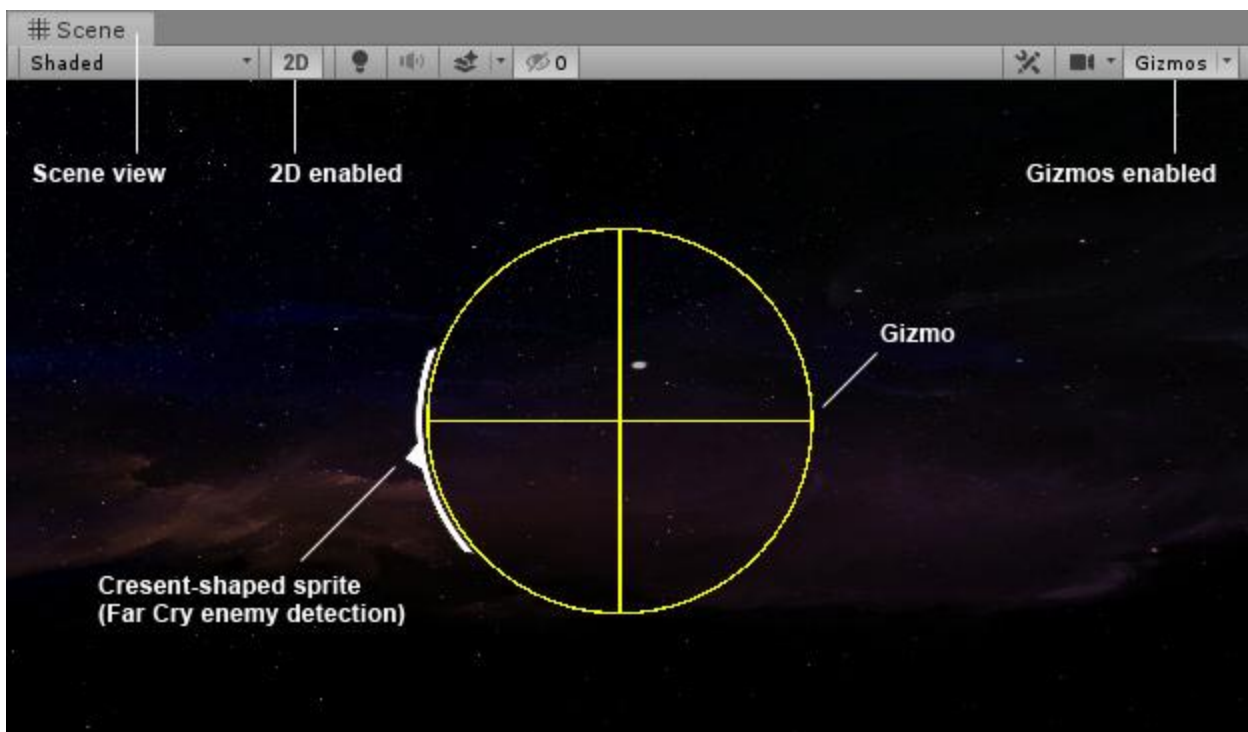 Scene
Shaded
2D
0
Gizmos
Scene view
2D enabled
Gizmos enabled
Gizmo
Cresent-shaped sprite
(Far Cry enemy detection)